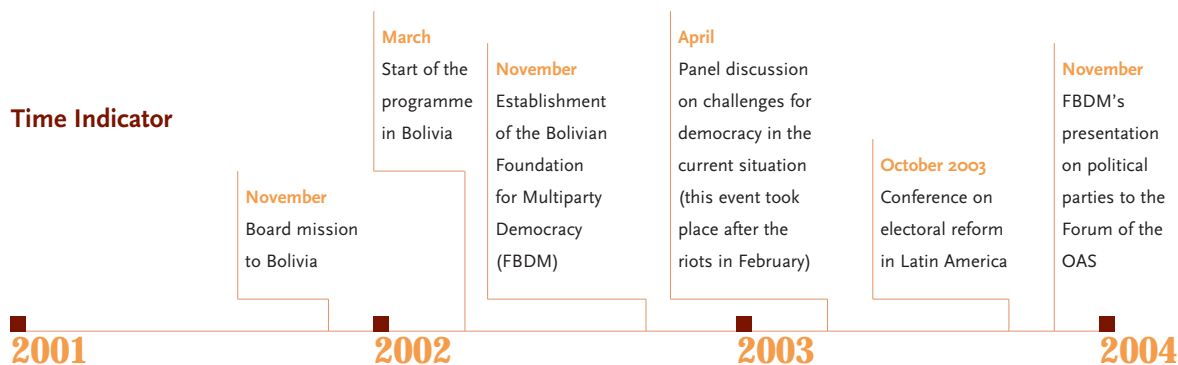 Time Indicator
November
Board mission
to Bolivia
March
Start of the
programme
in Bolivia
November
Establishment
of the Bolivian
Foundation
for Multiparty
Democracy
(FBDM)
April
Panel discussion
on challenges for
democracy in the
current situation
(this event took
place after the
riots in February)
October 2003
Conference on
electoral reform
in Latin America
November
FBDM's
presentation
on political
parties to the
Forum of the
OAS
2001
2002
2003
2004